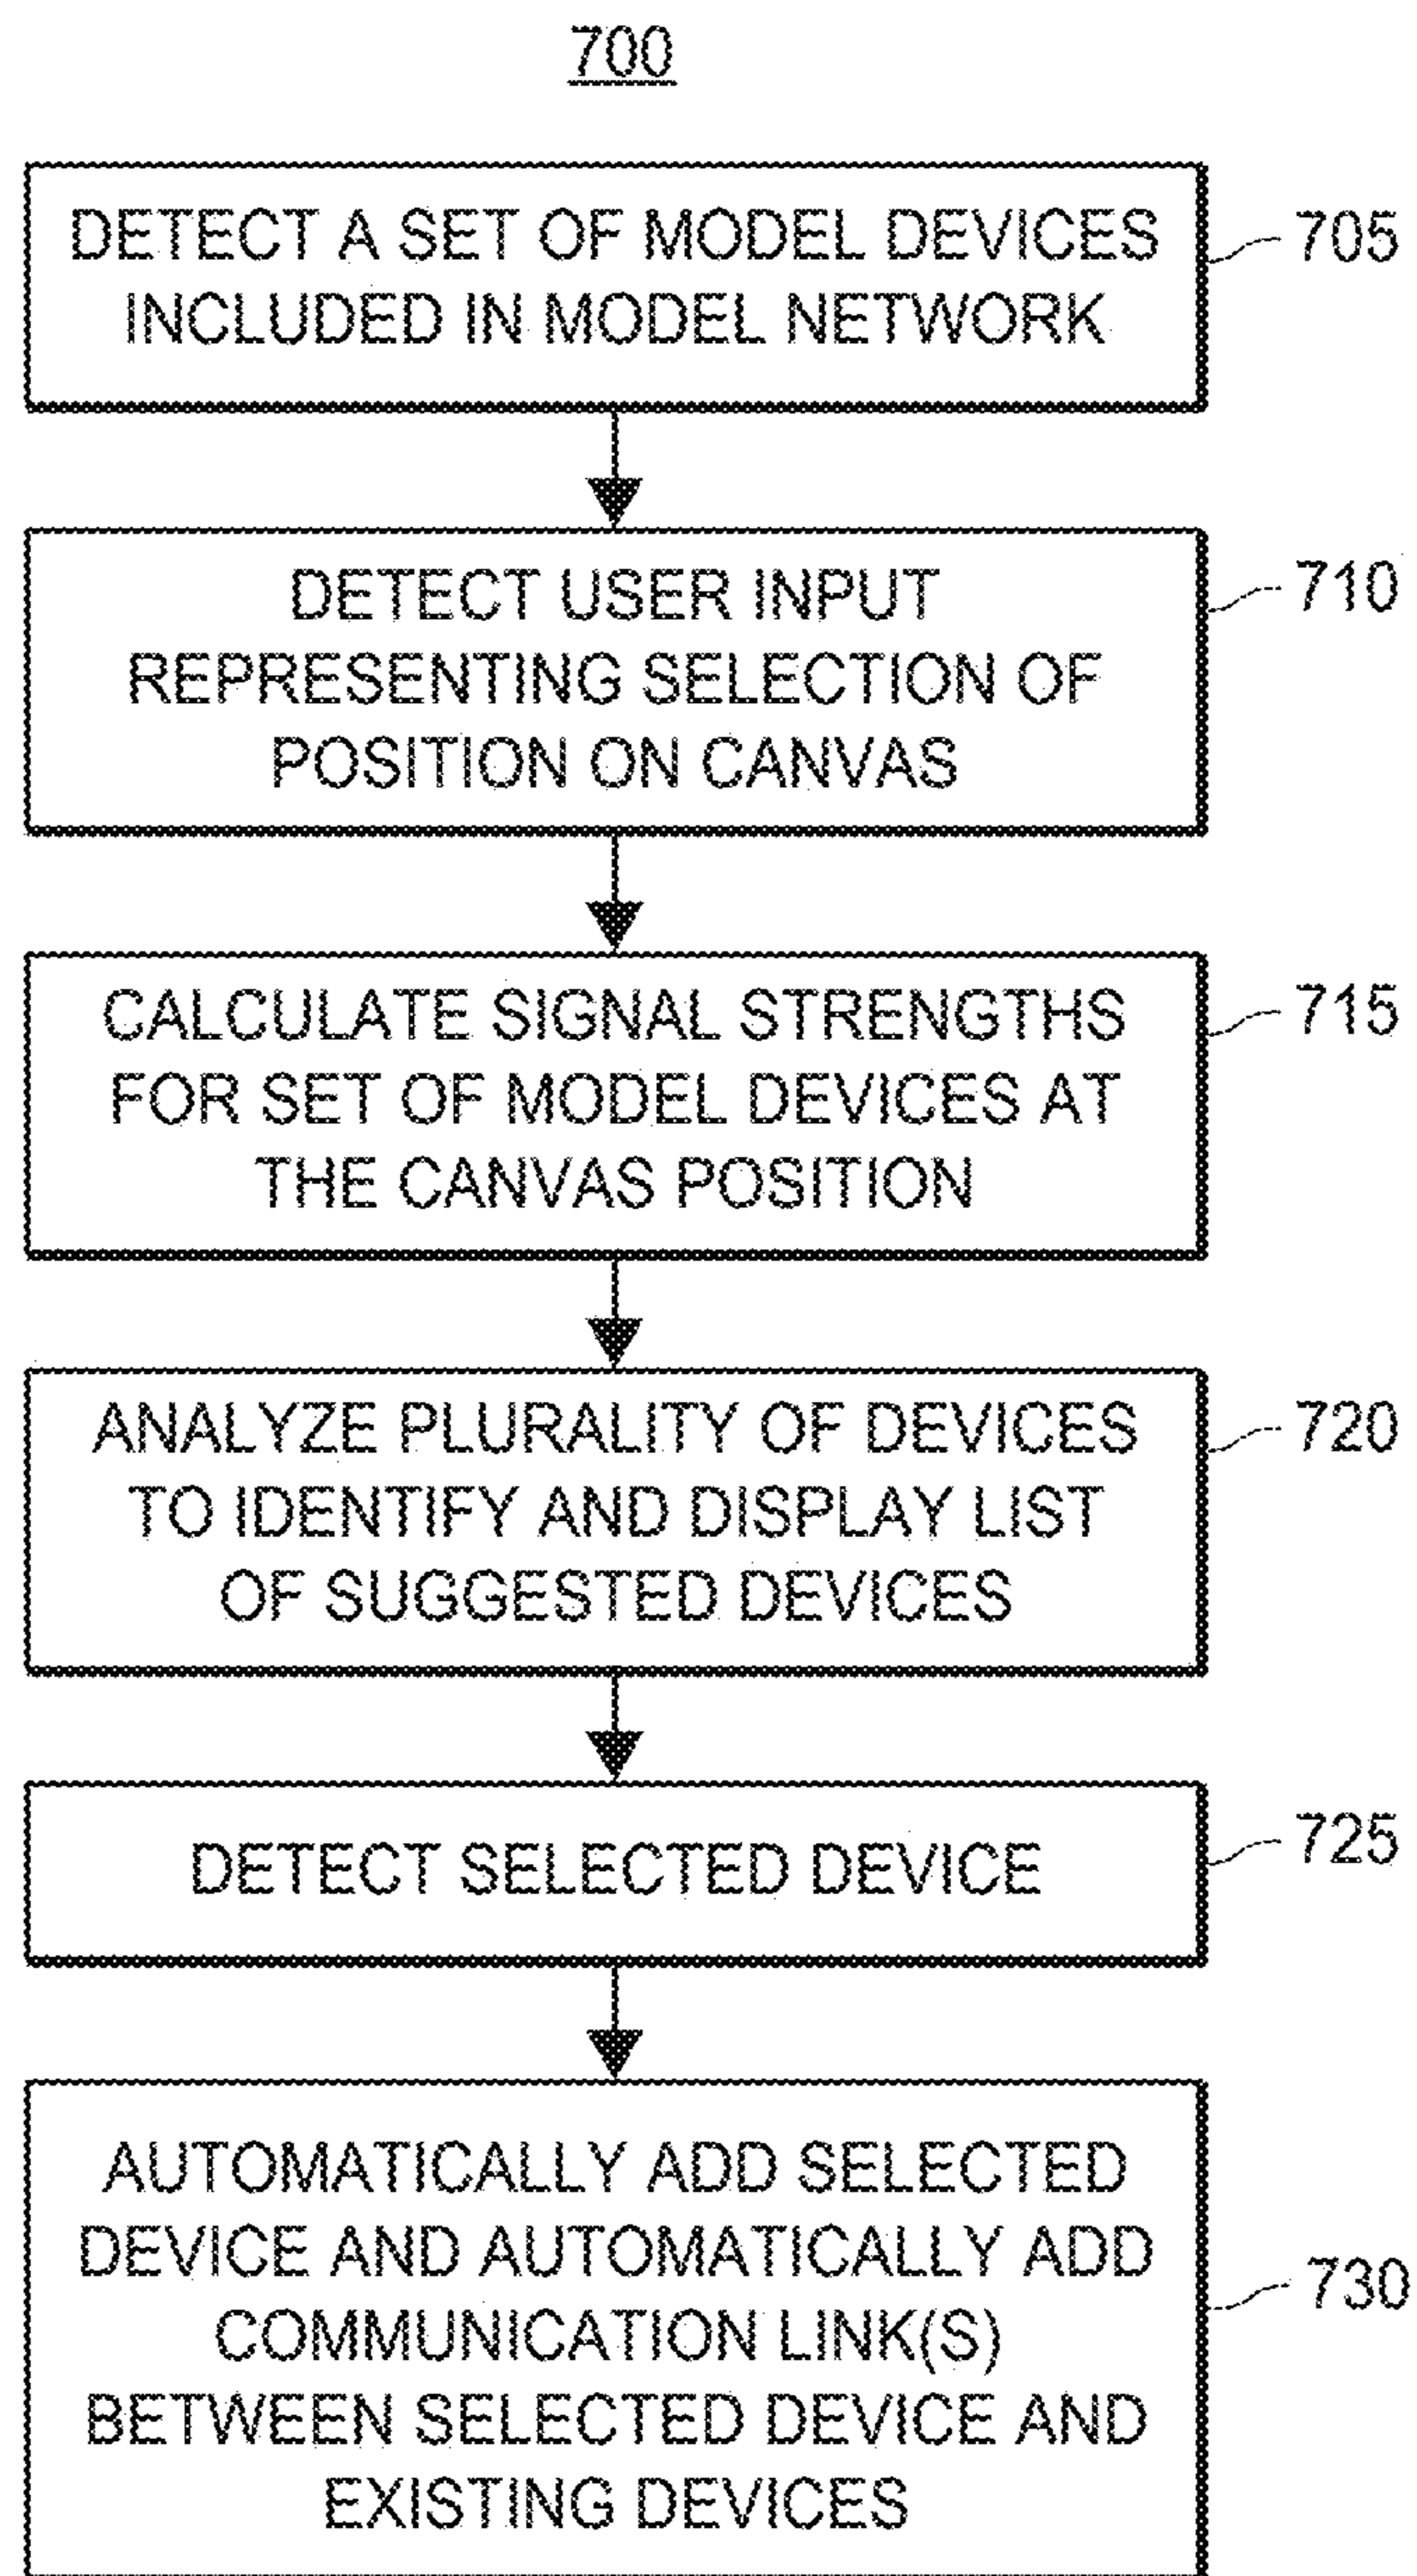 700
DETECT A SET OF MODEL DEVICES
INCLUDED IN MODEL NETWORK
705
DETECT USER INPUT
REPRESENTING SELECTION OF
POSITION ON CANVAS
710
CALCULATE SIGNAL STRENGTHS
FOR SET OF MODEL DEVICES AT
THE CANVAS POSITION
715
ANALYZE PLURALITY OF DEVICES
TO IDENTIFY AND DISPLAY LIST
OF SUGGESTED DEVICES
720
DETECT SELECTED DEVICE
725
AUTOMATICALLY ADD SELECTED
DEVICE AND AUTOMATICALLY ADD
COMMUNICATION LINK(S)
BETWEEN SELECTED DEVICE AND
EXISTING DEVICES
730